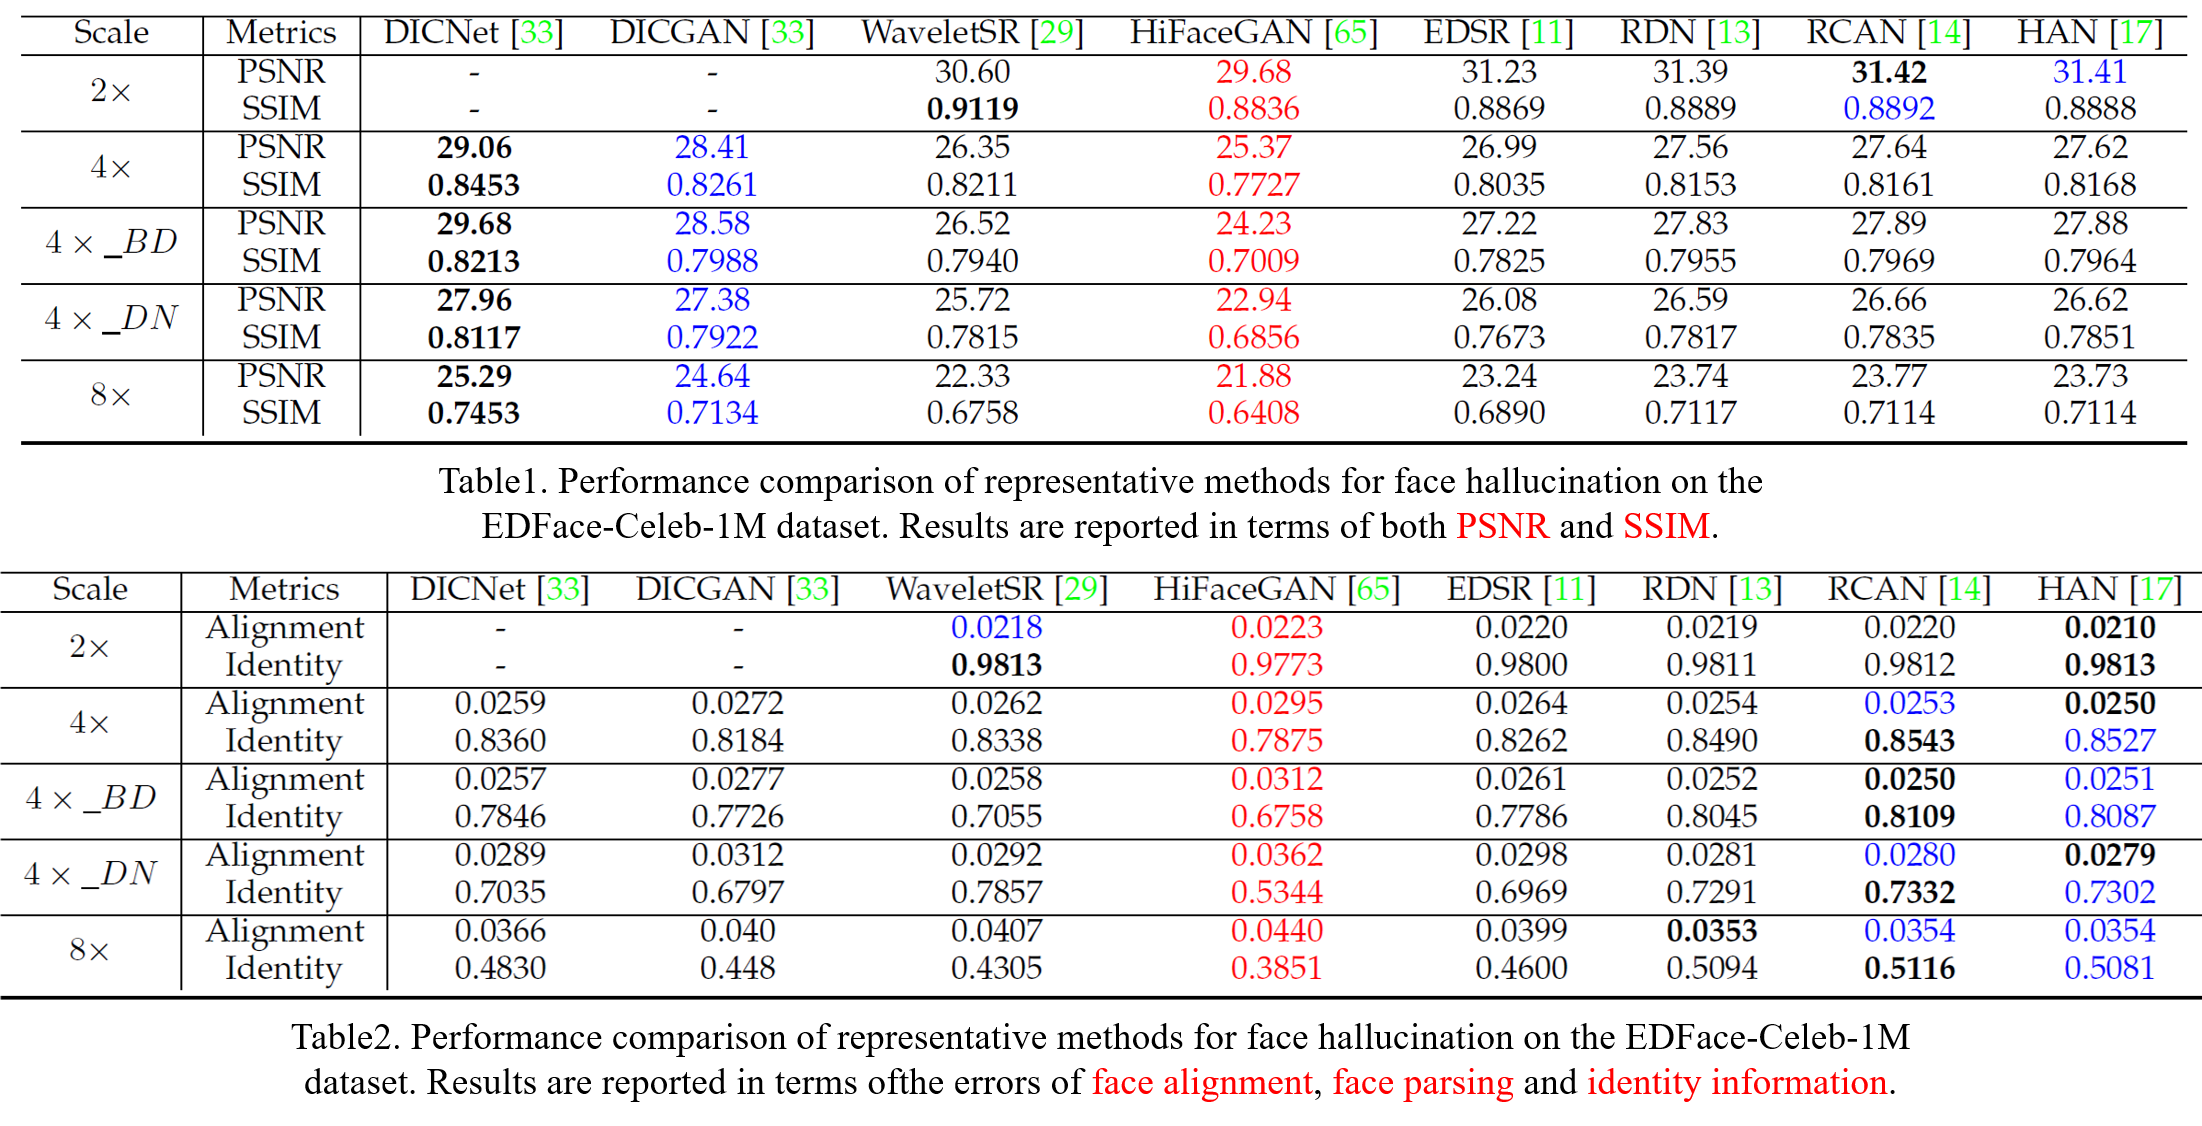 Scale Metrics DICNet [33] DICGAN [33] WaveletSR [29] HiFaceGAN [65] EDSR [11] RDN [13] RCAN [14] HAN [17]
2× PSNR - - 30.60 29.68 31.23 31.39 31.42 31.41
SSIM - - 0.9119 0.8836 0.8869 0.8889 0.8892 0.8888
4× PSNR 29.06 28.41 26.35 25.37 26.99 27.56 27.64 27.62
SSIM 0.8453 0.8261 0.8211 0.7727 0.8035 0.8153 0.8161 0.8168
4 × _BD PSNR 29.68 28.58 26.52 24.23 27.22 27.83 27.89 27.88
SSIM 0.8213 0.7988 0.7940 0.7009 0.7825 0.7955 0.7969 0.7964
4 × _DN PSNR 27.96 27.38 25.72 22.94 26.08 26.59 26.66 26.62
SSIM 0.8117 0.7922 0.7815 0.6856 0.7673 0.7817 0.7835 0.7851
8× PSNR 25.29 24.64 22.33 21.88 23.24 23.74 23.77 23.73
SSIM 0.7453 0.7134 0.6758 0.6408 0.6890 0.7117 0.7114 0.7114
Table1. Performance comparison of representative methods for face hallucination on the
EDFace-Celeb-1M dataset. Results are reported in terms of both PSNR and SSIM.
Scale Metrics DICNet [33] DICGAN [33] WaveletSR [29] HiFaceGAN [65] EDSR [11] RDN [13] RCAN [14] HAN [17]
2× Alignment - - 0.0218 0.0223 0.0220 0.0219 0.0220 0.0210
Identity - - 0.9813 0.9773 0.9800 0.9811 0.9812 0.9813
4× Alignment 0.0259 0.0272 0.0262 0.0295 0.0264 0.0254 0.0253 0.0250
Identity 0.8360 0.8184 0.8338 0.7875 0.8262 0.8490 0.8543 0.8527
4 × _BD Alignment 0.0257 0.0277 0.0258 0.0312 0.0261 0.0252 0.0250 0.0251
Identity 0.7846 0.7726 0.7055 0.6758 0.7786 0.8045 0.8109 0.8087
4 × _DN Alignment 0.0289 0.0312 0.0292 0.0362 0.0298 0.0281 0.0280 0.0279
Identity 0.7035 0.6797 0.7857 0.5344 0.6969 0.7291 0.7332 0.7302
8× Alignment 0.0366 0.040 0.0407 0.0440 0.0399 0.0353 0.0354 0.0354
Identity 0.4830 0.448 0.4305 0.3851 0.4600 0.5094 0.5116 0.5081
Table2. Performance comparison of representative methods for face hallucination on the EDFace-Celeb-1M
dataset. Results are reported in terms ofthe errors of face alignment, face parsing and identity information.